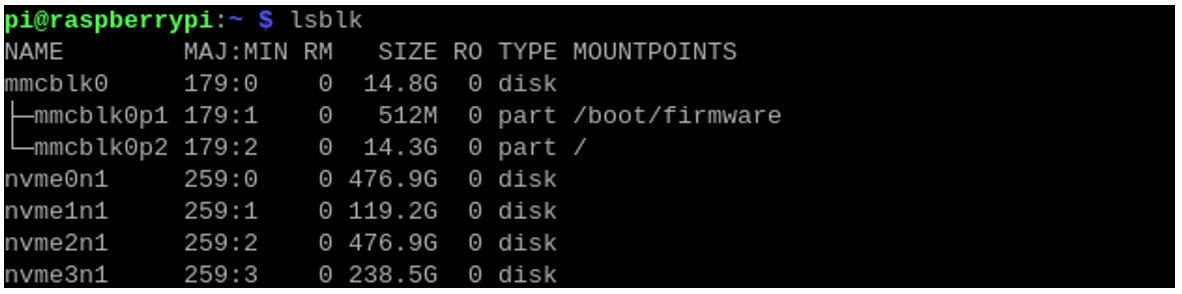 pi@raspberrypi:~ $ lsblk
NAME        MAJ:MIN RM   SIZE RO TYPE MOUNTPOINTS
mmcblk0     179:0    0  14.8G  0 disk
├─mmcblk0p1 179:1    0   512M  0 part /boot/firmware
└─mmcblk0p2 179:2    0  14.3G  0 part /
nvme0n1     259:0    0 476.9G  0 disk
nvme1n1     259:1    0 119.2G  0 disk
nvme2n1     259:2    0 476.9G  0 disk
nvme3n1     259:3    0 238.5G  0 disk